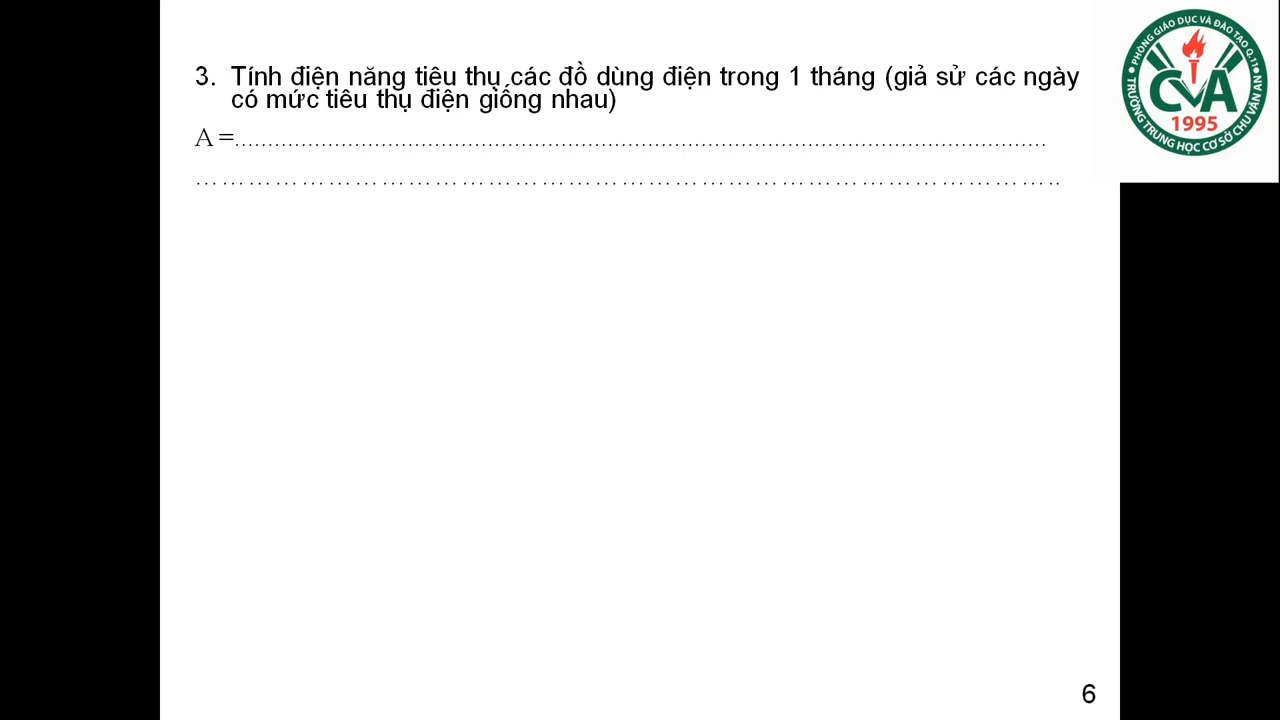 3. Tính điện năng tiêu thụ các đồ dùng điện trong 1 tháng (giả sử các ngày
có mức tiêu thụ điện giống nhau)
A =..........................................................................................................................
………………………………………………………………………………………..
PHÒNG GIÁO DỤC VÀ ĐÀO TẠO Q.11
CVA
1995
TRƯỜNG TRUNG HỌC CƠ SỞ CHU VĂN AN
6